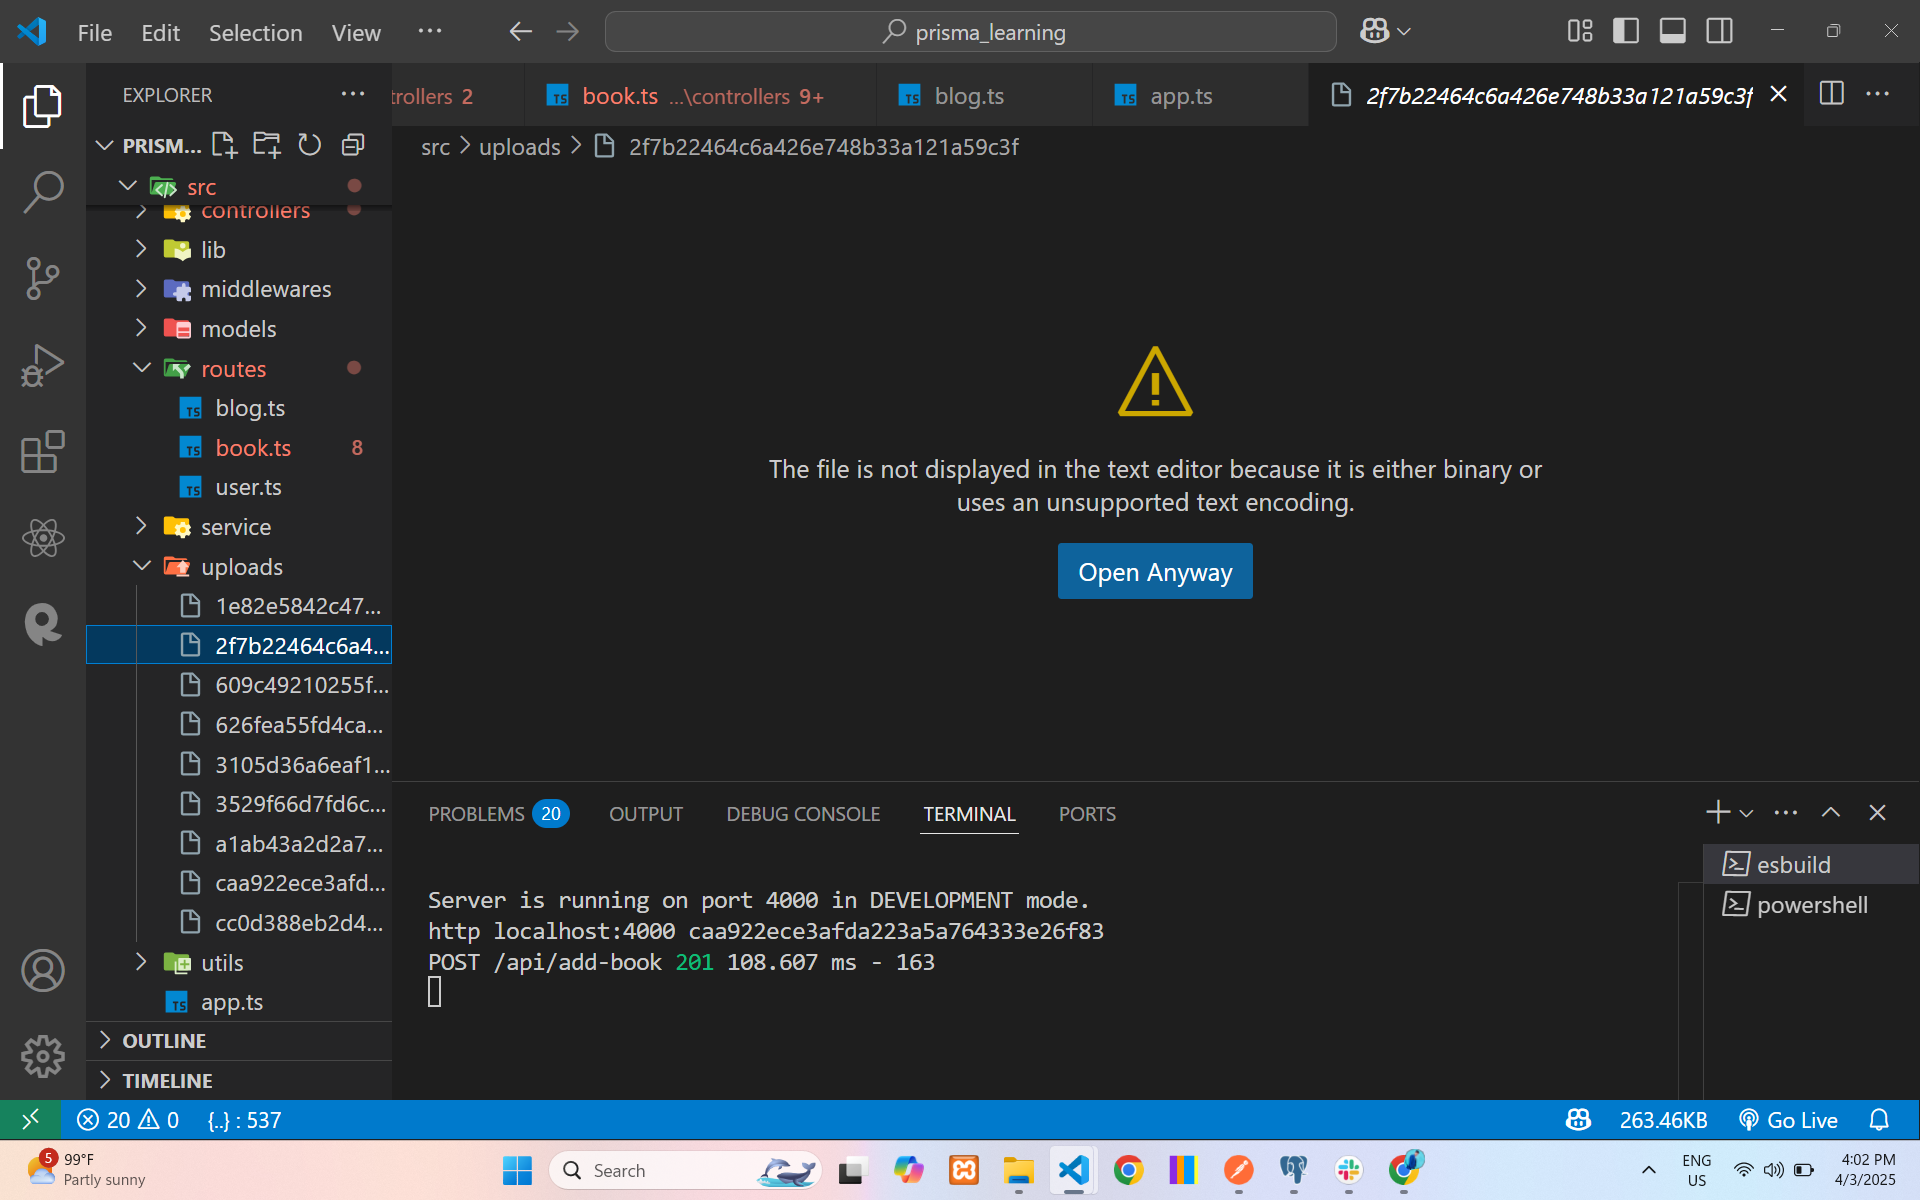 File Edit Selection View ...
prisma_learning
EXPLORER
trollers 2
book.ts ...\controllers 9+
blog.ts
app.ts
2f7b22464c6a426e748b33a121a59c3f
PRISM...
src > uploads > 2f7b22464c6a426e748b33a121a59c3f
src
controllers
lib
middlewares
models
routes
blog.ts
book.ts 8
user.ts
service
uploads
1e82e5842c47...
2f7b22464c6a4...
609c49210255f...
626fea55fd4ca...
3105d36a6eaf1...
3529f66d7fd6c...
a1ab43a2d2a7...
caa922ece3afd...
cc0d388eb2d4...
utils
app.ts
OUTLINE
TIMELINE
The file is not displayed in the text editor because it is either binary or
uses an unsupported text encoding.
Open Anyway
PROBLEMS 20 OUTPUT DEBUG CONSOLE TERMINAL PORTS
Server is running on port 4000 in DEVELOPMENT mode.
http localhost:4000 caa922ece3afda223a5a764333e26f83
POST /api/add-book 201 108.607 ms - 163
esbuild
powershell
20 0 {..} : 537
263.46KB Go Live
5
99°F
Partly sunny
Search
ENG
US
4:02 PM
4/3/2025